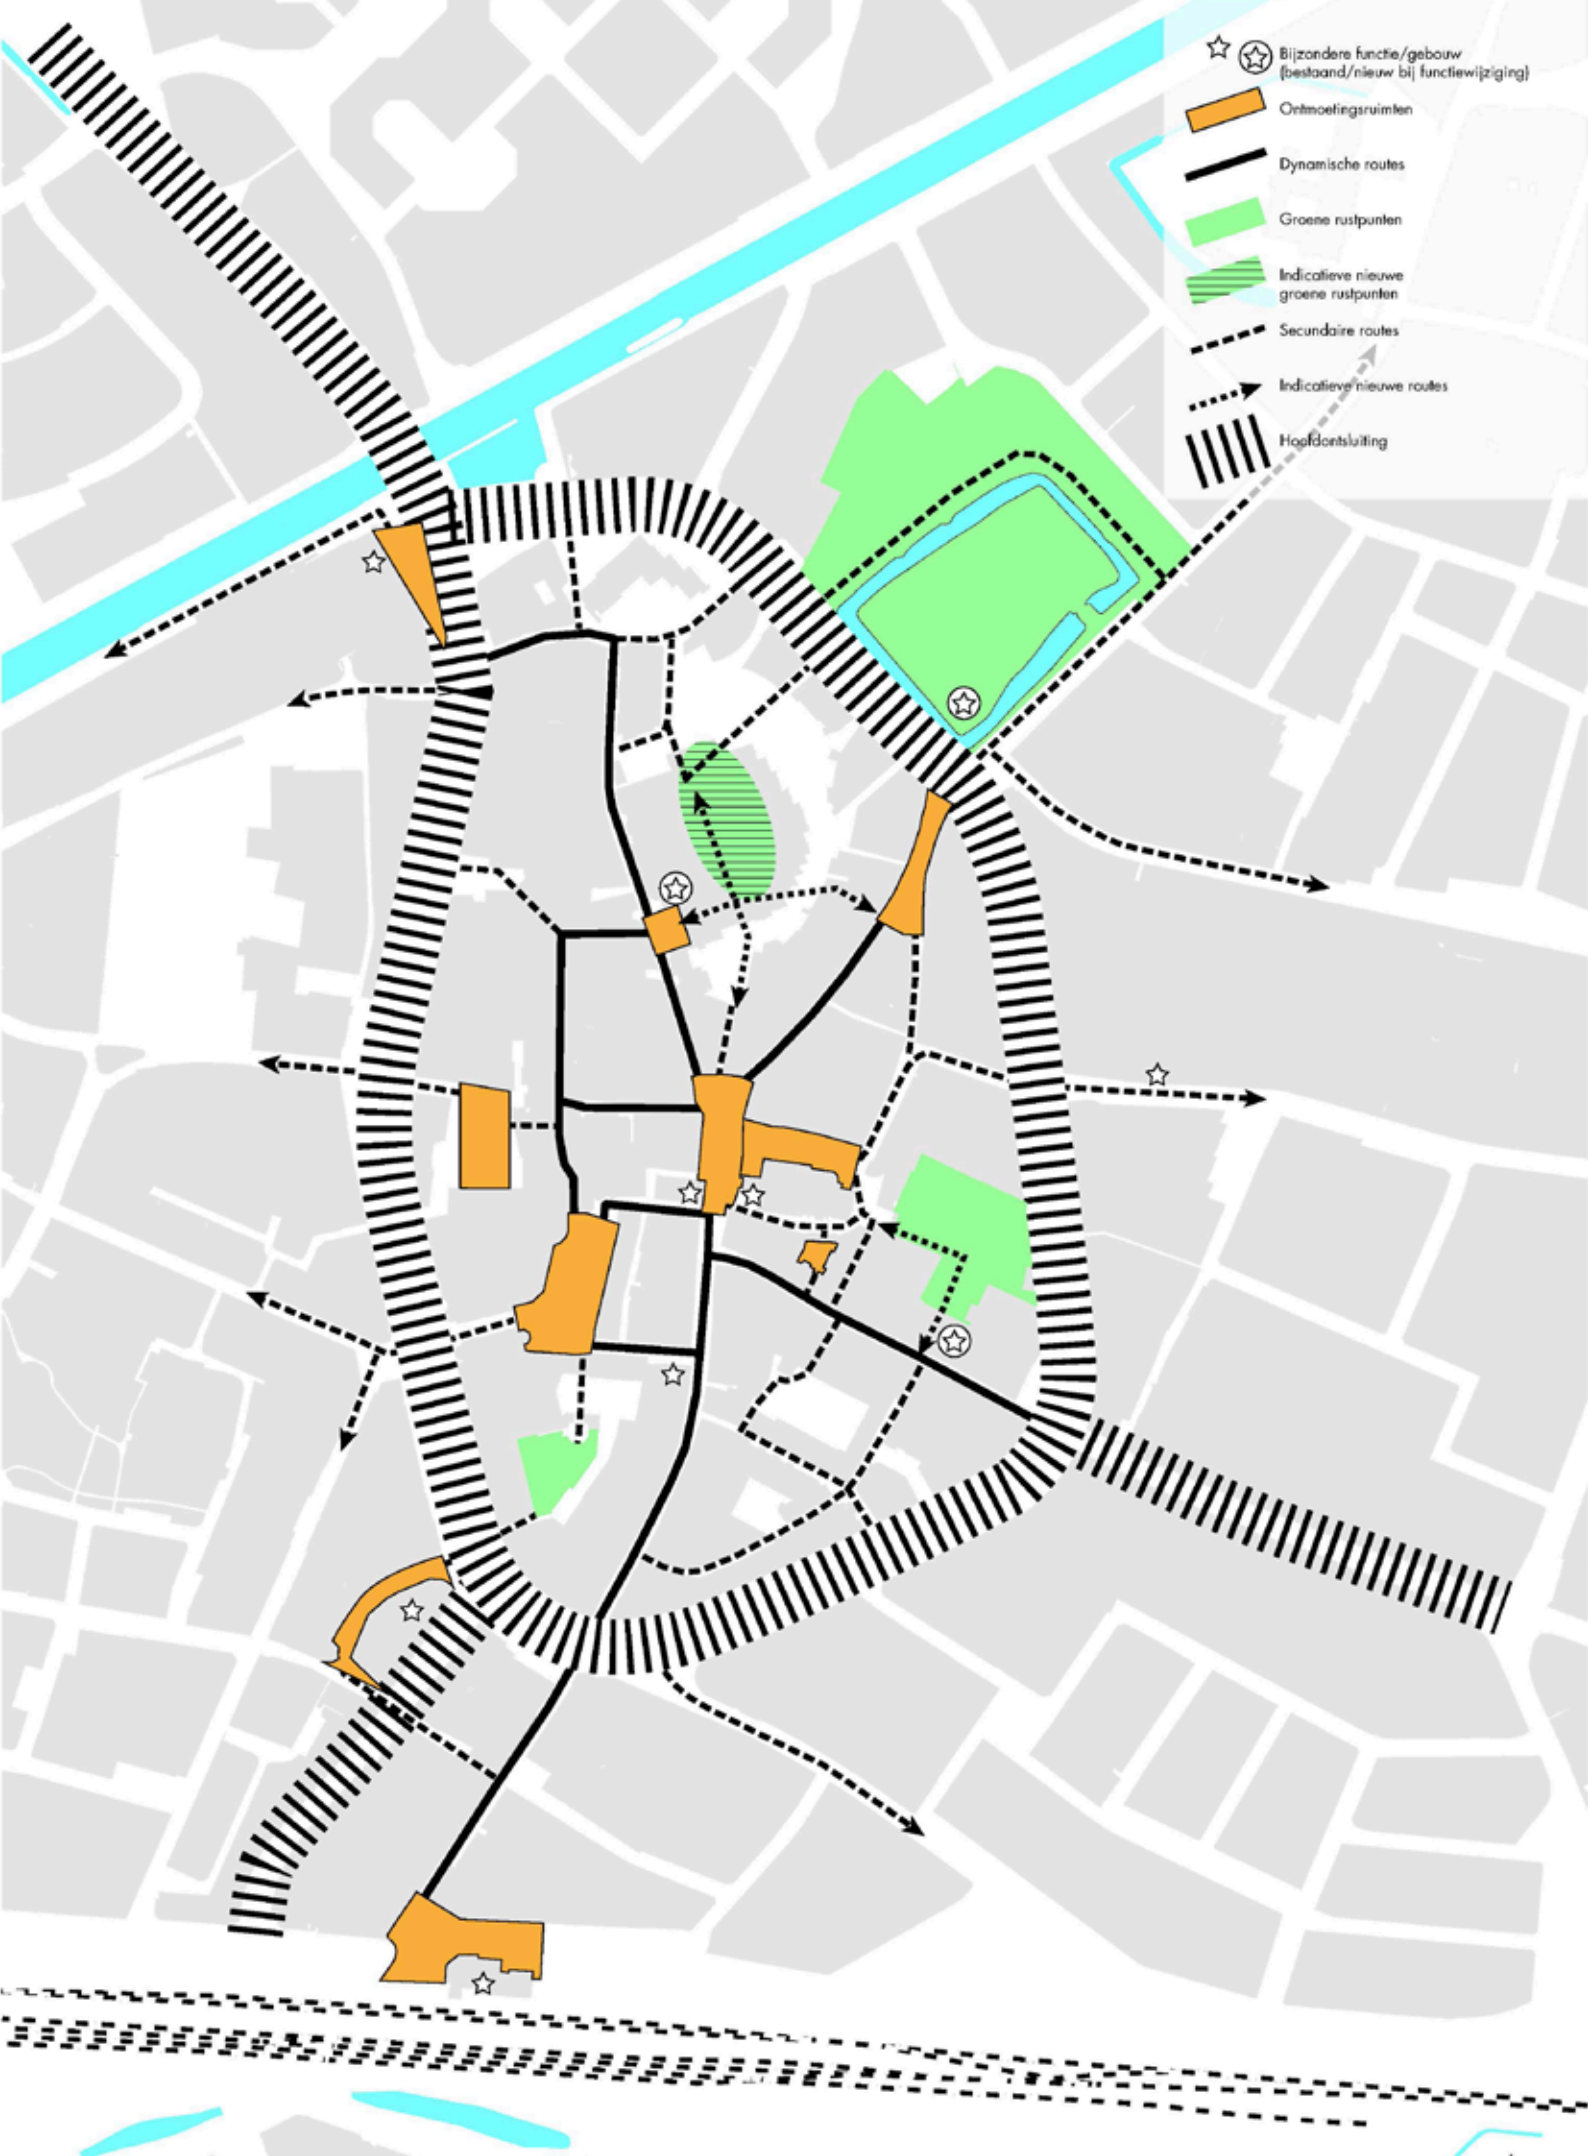 Bijzondere functie/gebouw
(bestaand/nieuw bij functiewijziging)
Ontmoetingsruimten
Dynamische routes
Groene rustpunten
Indicatieve nieuwe
groene rustpunten
Secundaire routes
Indicatieve nieuwe routes
Hoofdontsluiting